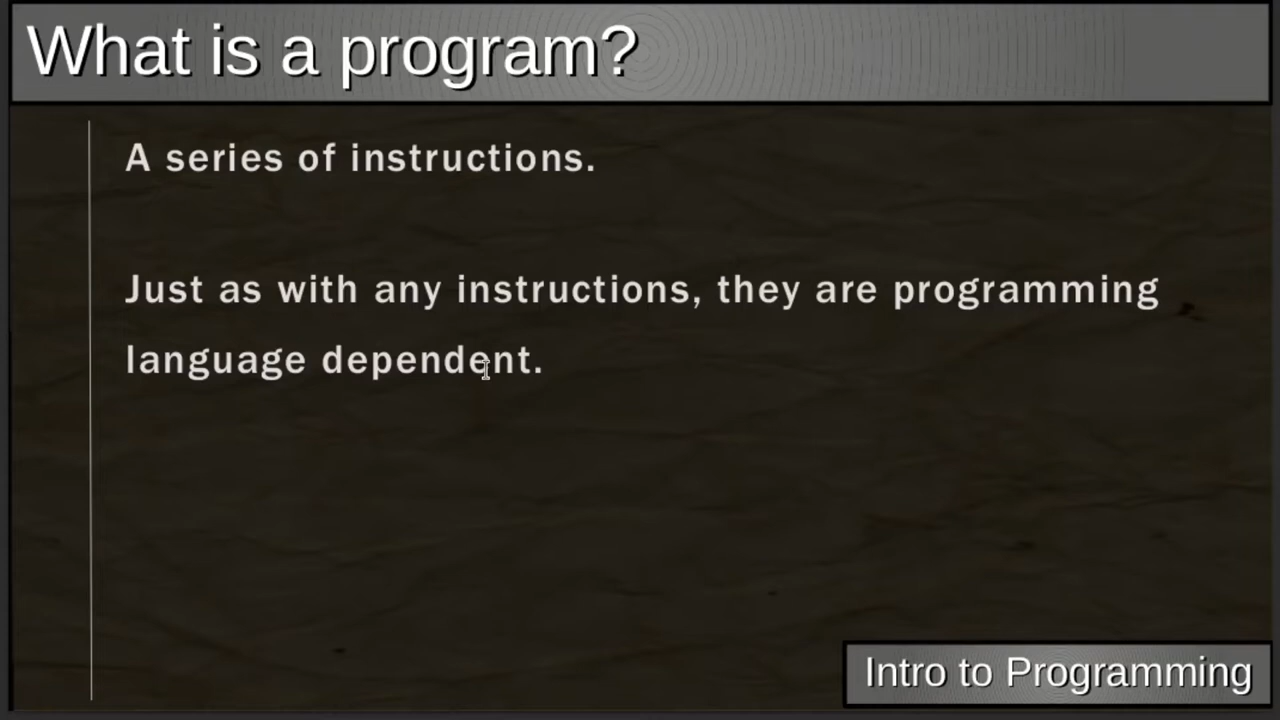 What is a program?
A series of instructions.
Just as with any instructions, they are programming
language dependent.
Intro to Programming